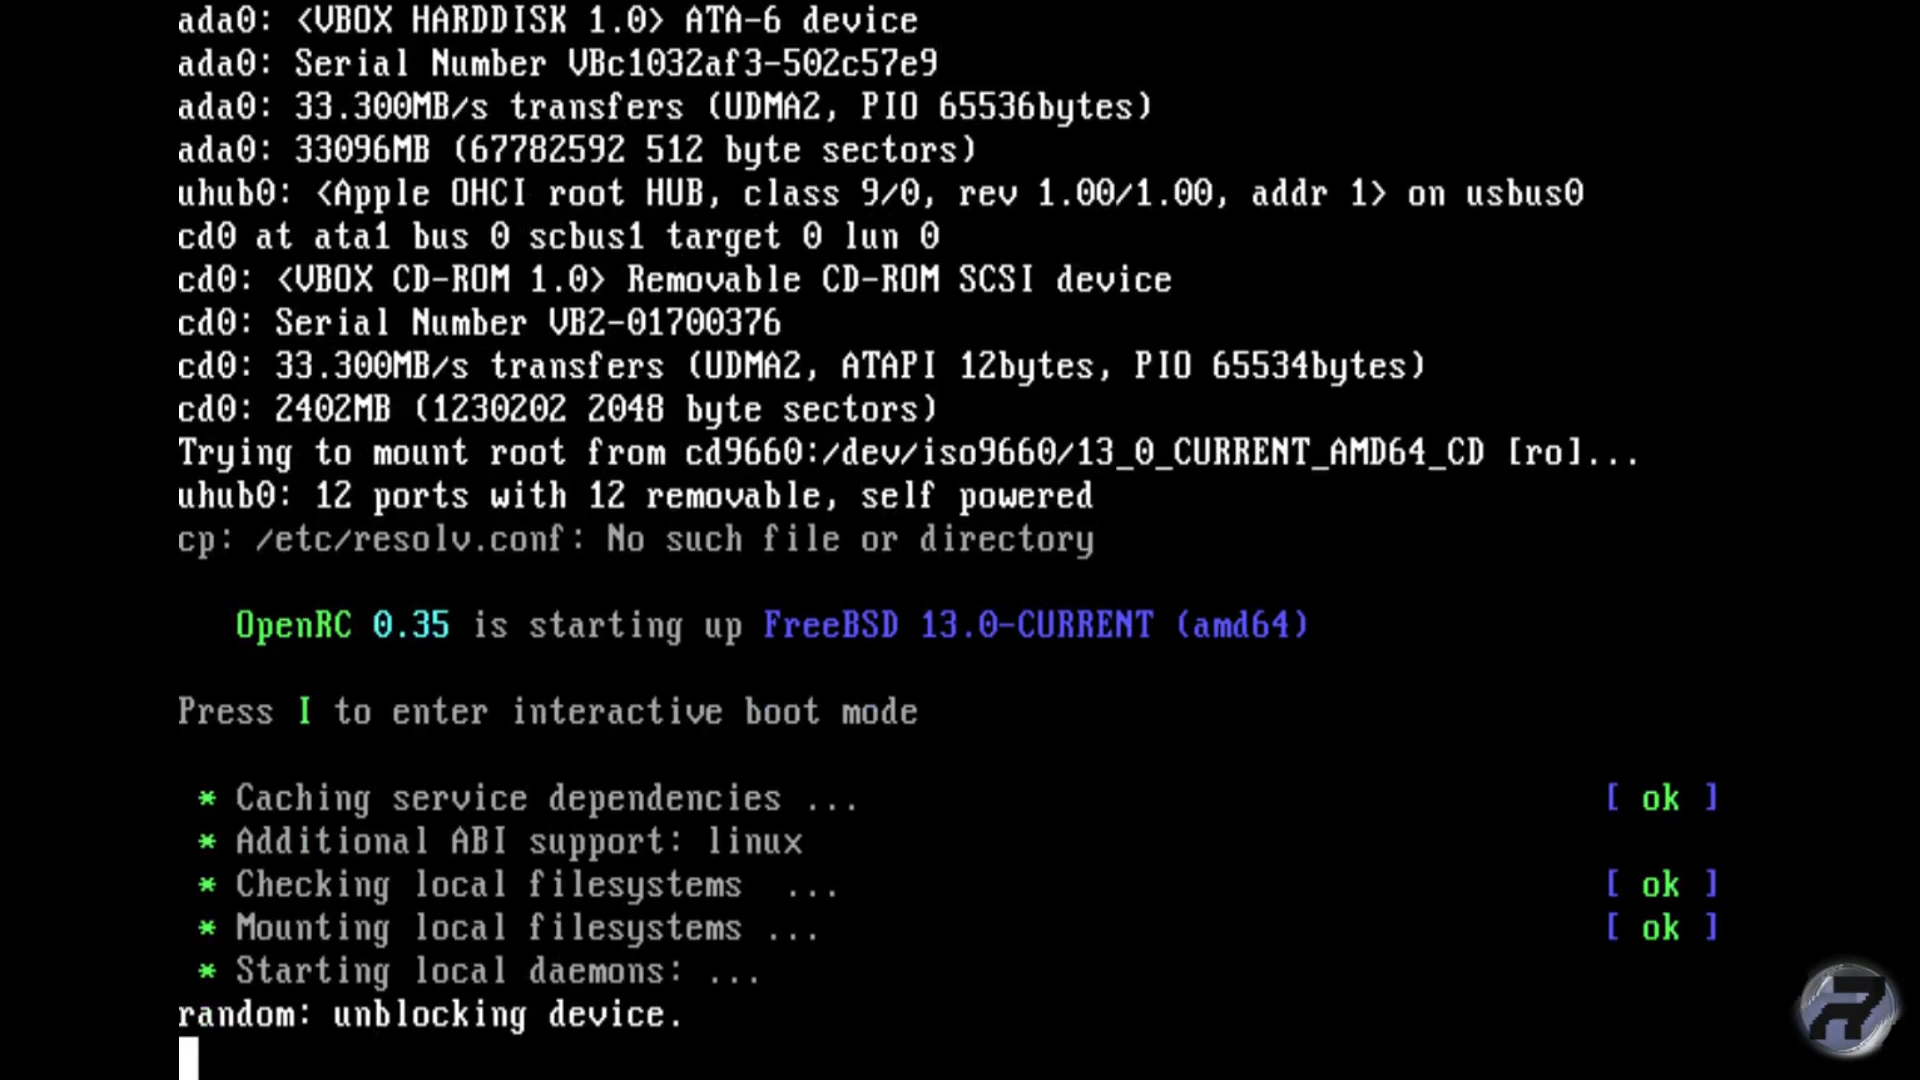 ada0: <VBOX HARDDISK 1.0> ATA-6 device
ada0: Serial Number VBc1032af3-502c57e9
ada0: 33.300MB/s transfers (UDMA2, PIO 65536bytes)
ada0: 33096MB (67782592 512 byte sectors)
uhub0: <Apple OHCI root HUB, class 9/0, rev 1.00/1.00, addr 1> on usbus0
cd0 at ata1 bus 0 scbus1 target 0 lun 0
cd0: <VBOX CD-ROM 1.0> Removable CD-ROM SCSI device
cd0: Serial Number VB2-01700376
cd0: 33.300MB/s transfers (UDMA2, ATAPI 12bytes, PIO 65534bytes)
cd0: 2402MB (1230202 2048 byte sectors)
Trying to mount root from cd9660:/dev/iso9660/13_0_CURRENT_AMD64_CD [ro]...
uhub0: 12 ports with 12 removable, self powered
cp: /etc/resolv.conf: No such file or directory
OpenRC 0.35 is starting up FreeBSD 13.0-CURRENT (amd64)
Press I to enter interactive boot mode
* Caching service dependencies ... [ ok ]
* Additional ABI support: linux
* Checking local filesystems  ... [ ok ]
* Mounting local filesystems ... [ ok ]
* Starting local daemons: ...
random: unblocking device.